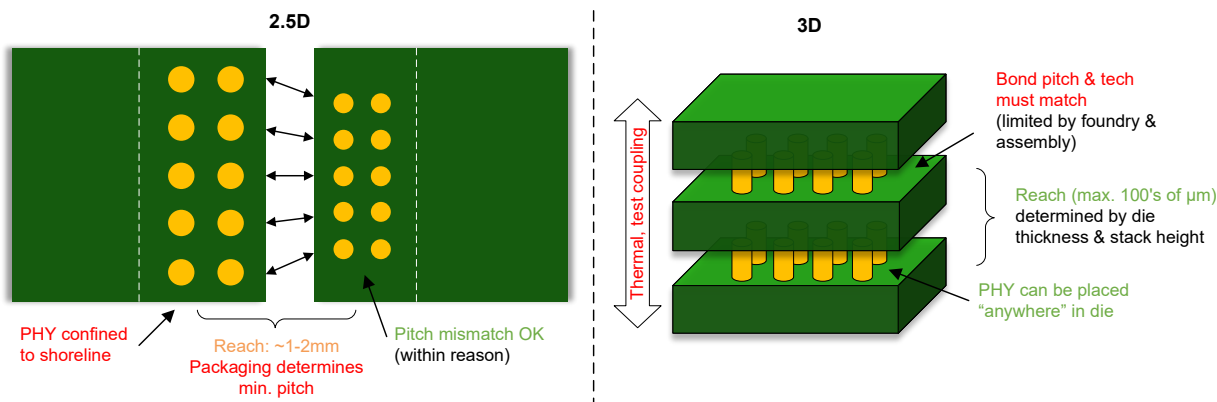 2.5D
PHY confined
to shoreline
Reach: ~1-2mm
Packaging determines
min. pitch
Pitch mismatch OK
(within reason)
3D
Thermal, test coupling
Bond pitch & tech
must match
(limited by foundry &
assembly)
Reach (max. 100's of µm)
determined by die
thickness & stack height
PHY can be placed
“anywhere” in die